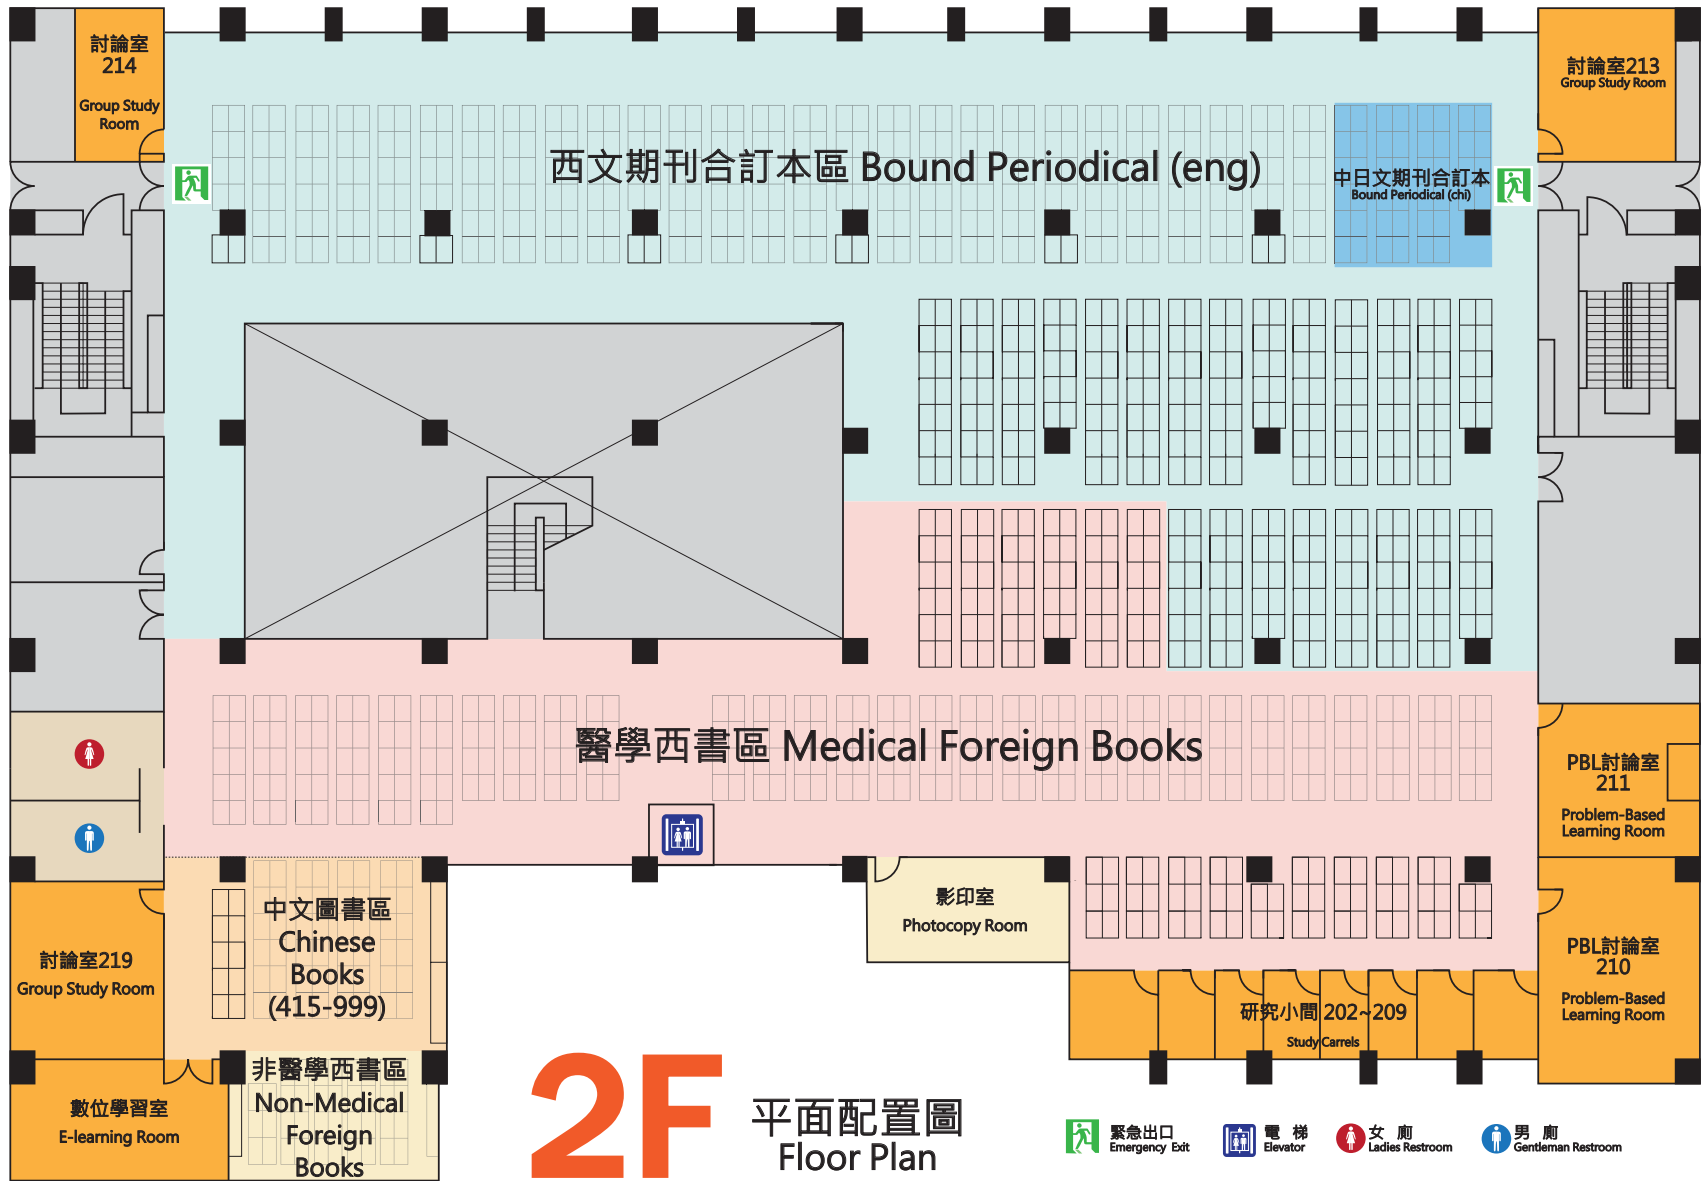 討論室
214
Group Study
Room
討論室213
Group Study Room
西文期刊合訂本區 Bound Periodical (eng)
中日文期刊合訂本
Bound Periodical (chi)
醫學西書區 Medical Foreign Books
PBL討論室
211
Problem-Based
Learning Room
中文圖書區
Chinese
Books
(415-999)
影印室
Photocopy Room
討論室219
Group Study Room
PBL討論室
210
Problem-Based
Learning Room
研究小間 202~209
Study Carrels
非醫學西書區
Non-Medical
Foreign
Books
數位學習室
E-learning Room
2F
平面配置圖
Floor Plan
緊急出口
Emergency Exit
電 梯
Elevator
女 廁
Ladies Restroom
男 廁
Gentleman Restroom